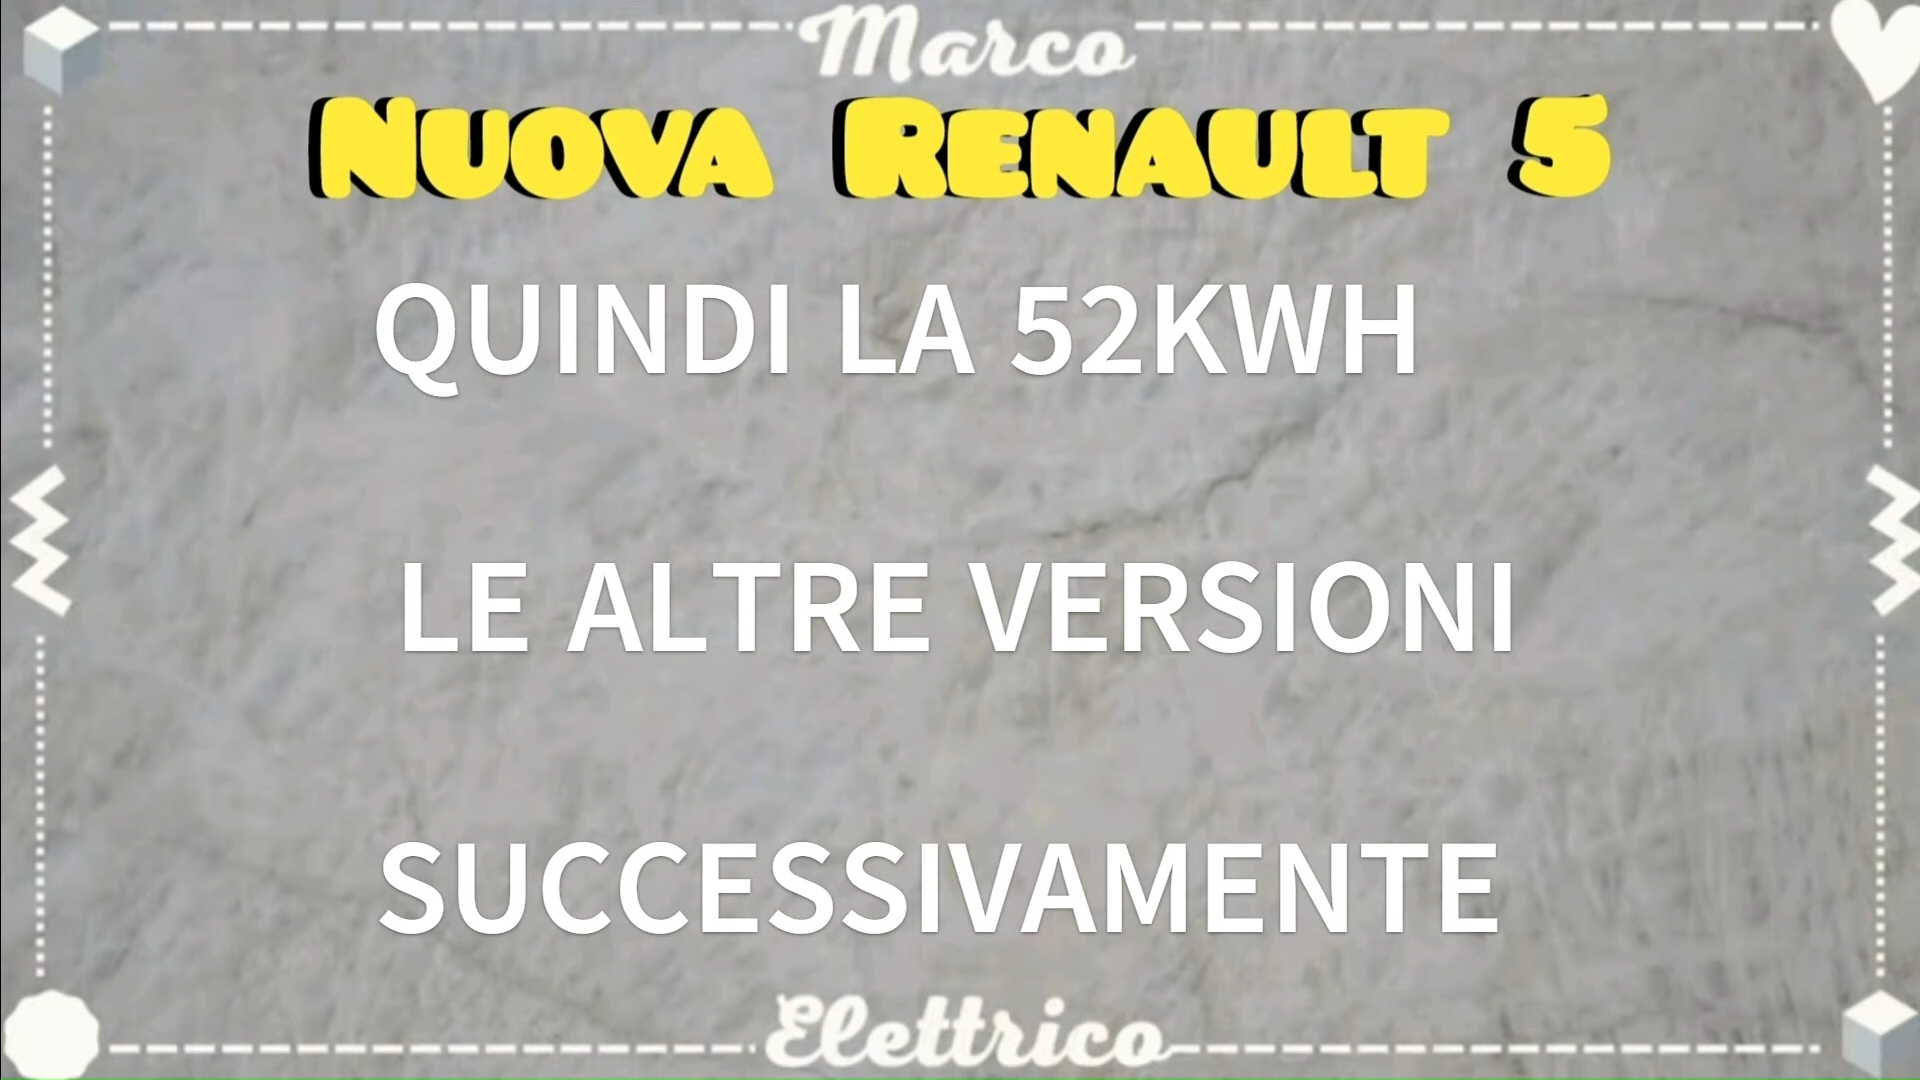 Marco
NUOVA RENAULT 5
QUINDI LA 52KWH
LE ALTRE VERSIONI
SUCCESSIVAMENTE
Elettrico